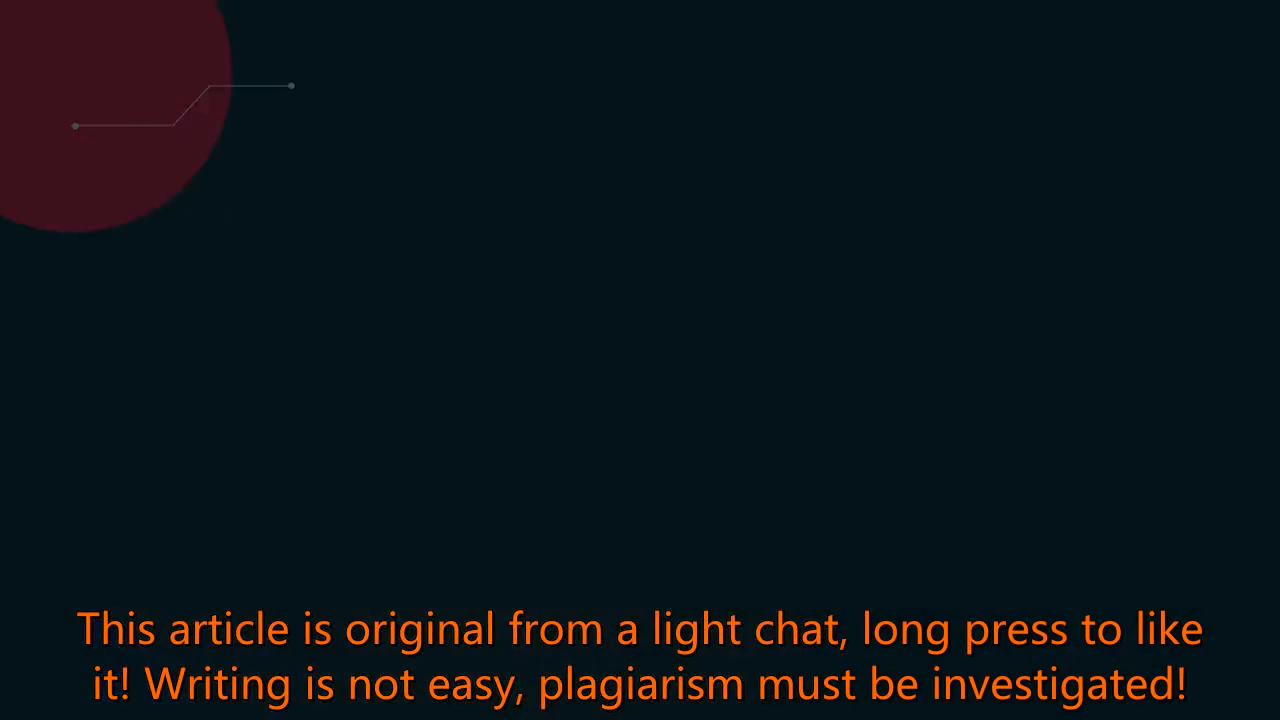 This article is original from a light chat, long press to like
it! Writing is not easy, plagiarism must be investigated!